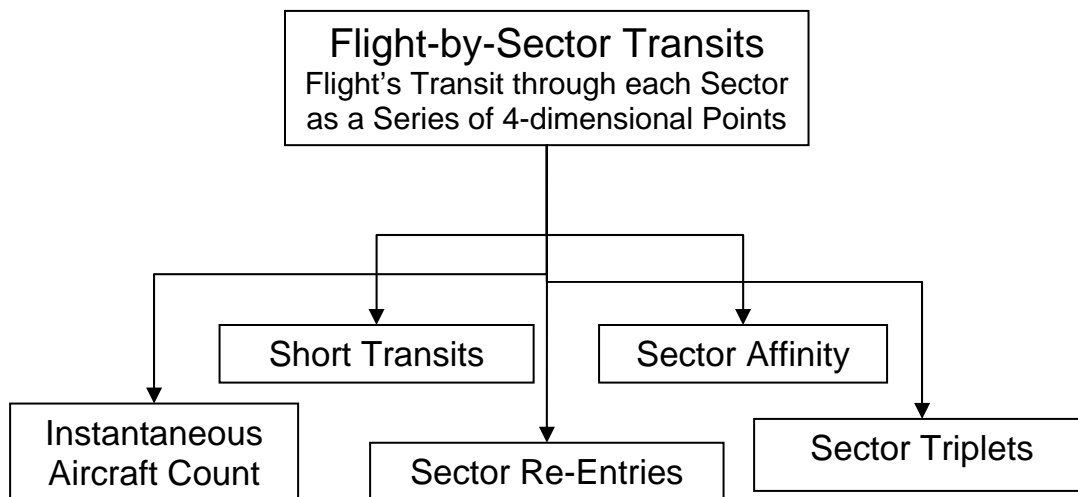 Flight-by-Sector Transits
Flight's Transit through each Sector
as a Series of 4-dimensional Points
Short Transits
Sector Affinity
Instantaneous
Aircraft Count
Sector Re-Entries
Sector Triplets